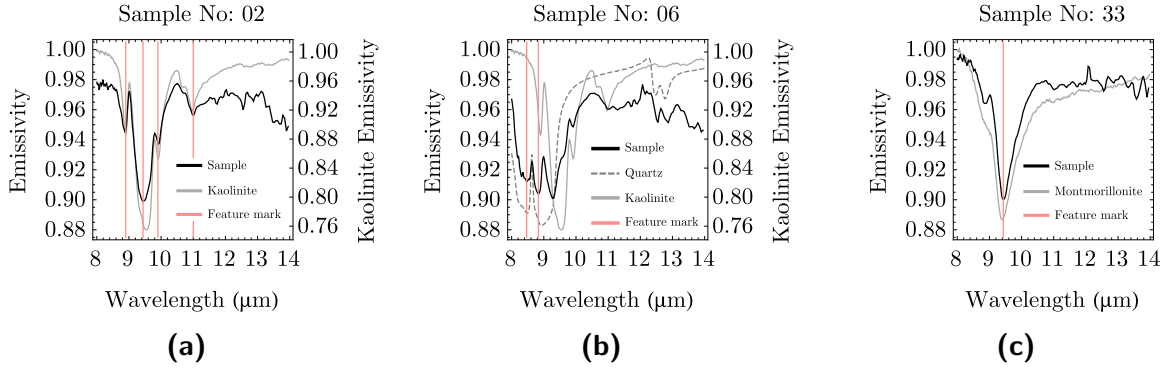 Sample No: 02
1.00
0.98
0.96
0.94
0.92
0.90
0.88
Emissivity
1.00
0.96
0.92
0.88
0.84
0.80
0.76
Kaolinite Emissivity
Sample
Kaolinite
Feature mark
8 9 10 11 12 13 14
Wavelength (μm)
(a)
Sample No: 06
1.00
0.98
0.96
0.94
0.92
0.90
0.88
Emissivity
1.00
0.96
0.92
0.88
0.84
0.80
0.76
Kaolinite Emissivity
Sample
Quartz
Kaolinite
Feature mark
8 9 10 11 12 13 14
Wavelength (μm)
(b)
Sample No: 33
1.00
0.98
0.96
0.94
0.92
0.90
0.88
Emissivity
Sample
Montmorillonite
Feature mark
8 9 10 11 12 13 14
Wavelength (μm)
(c)